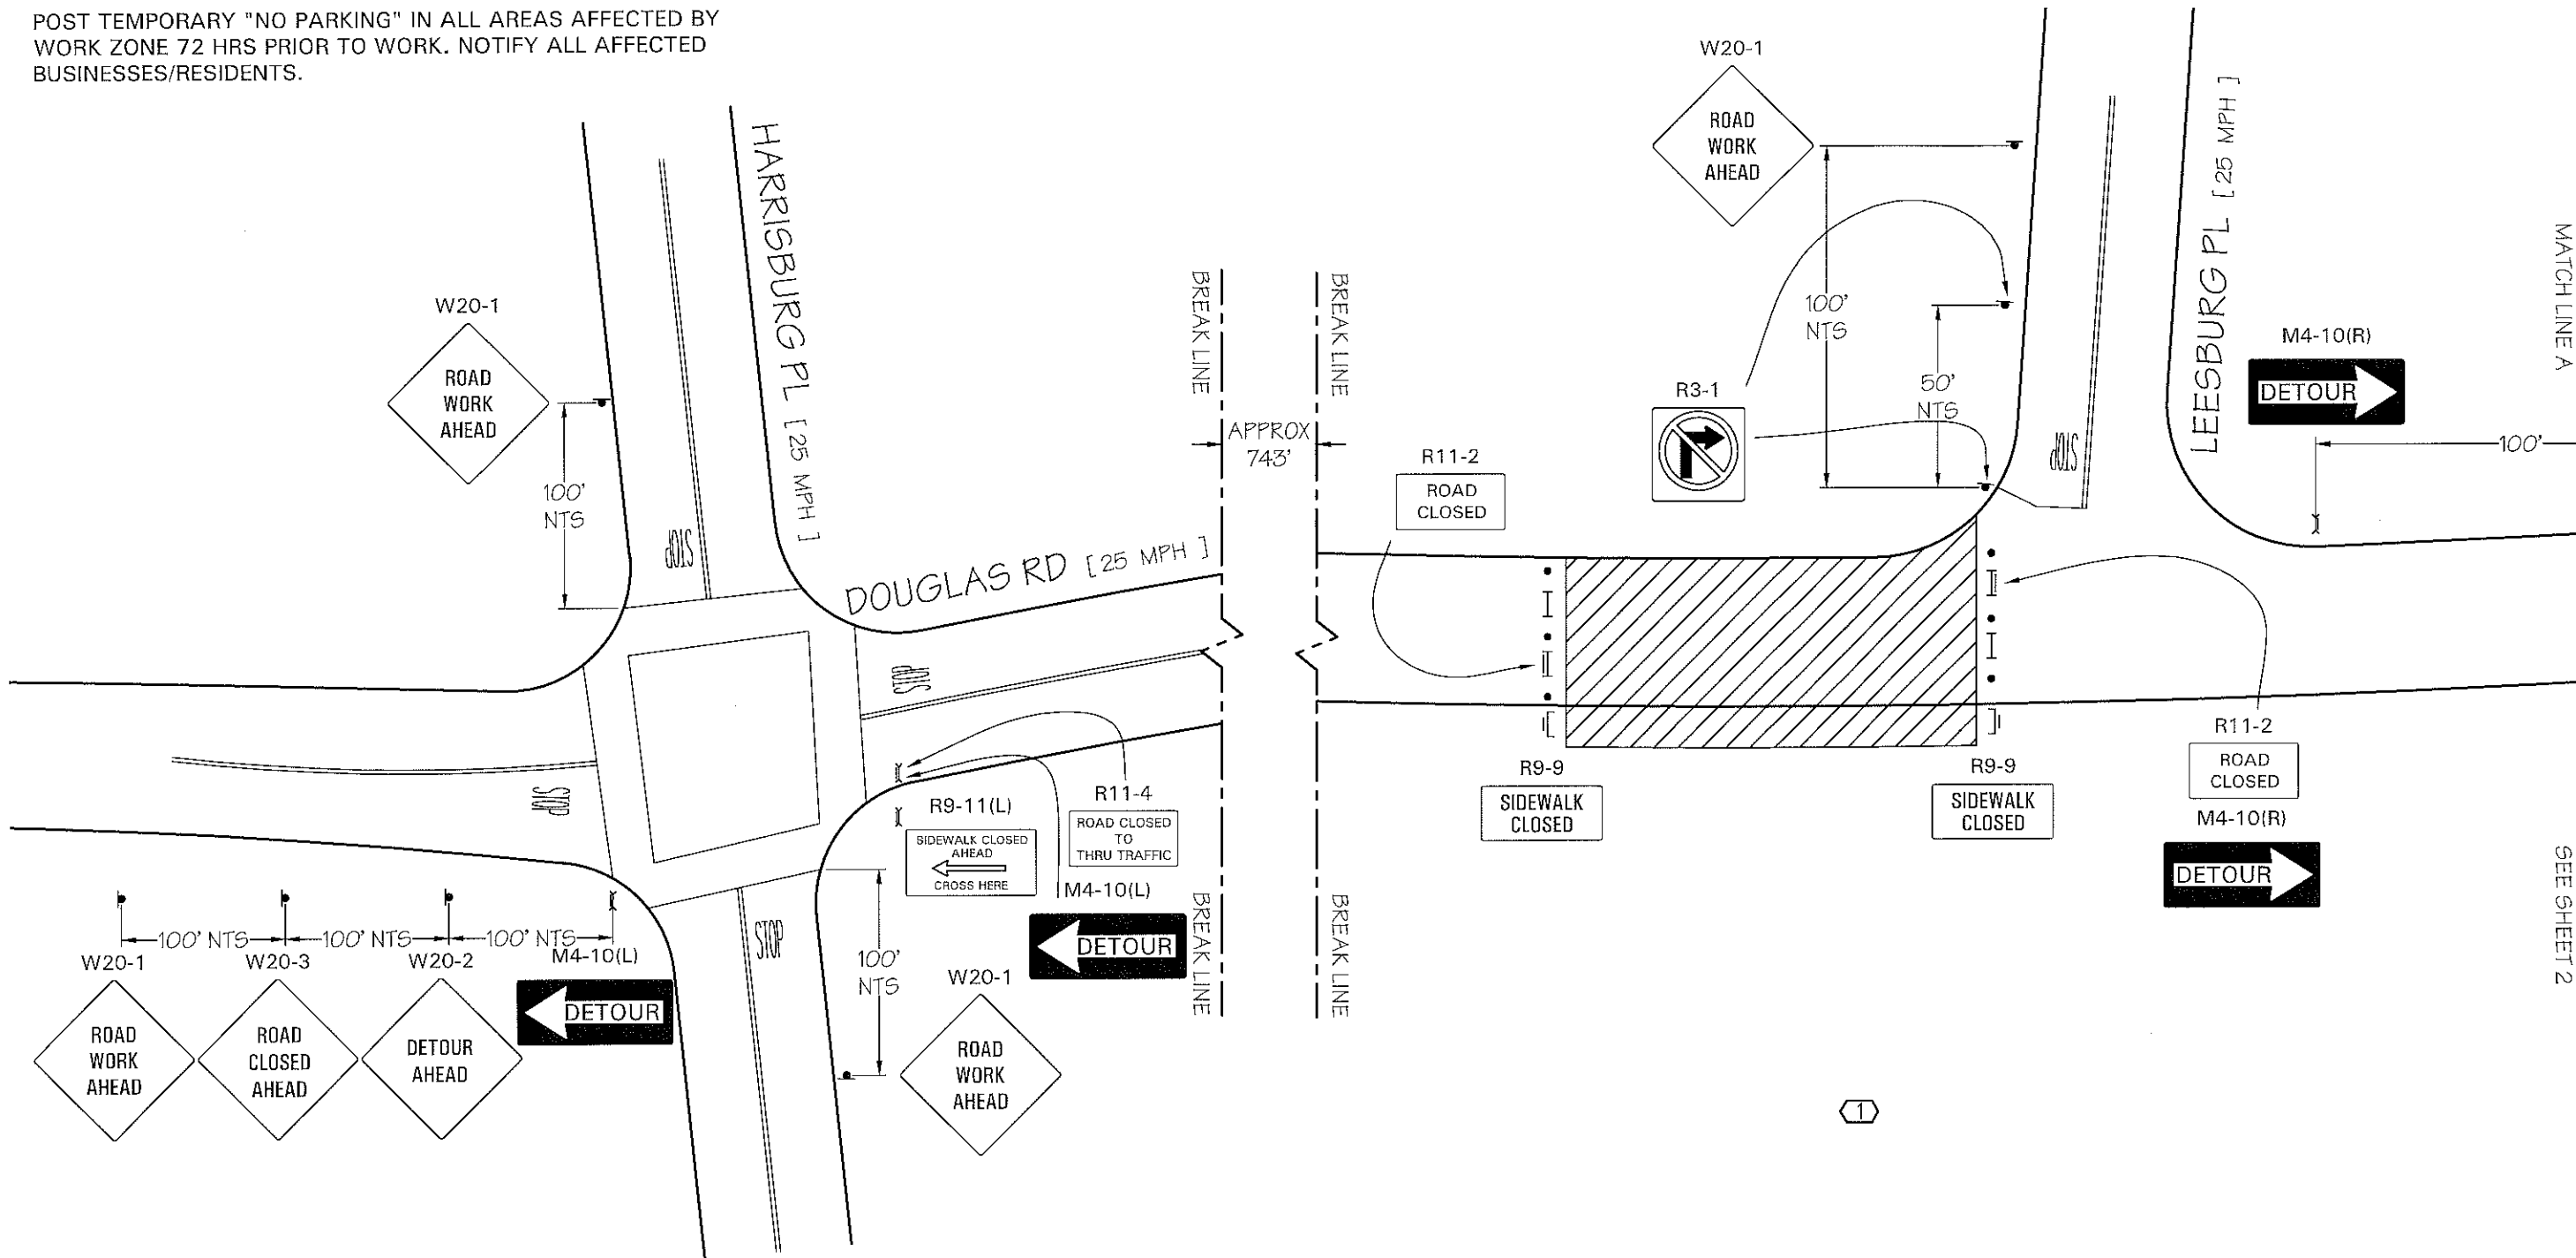 POST TEMPORARY "NO PARKING" IN ALL AREAS AFFECTED BY
WORK ZONE 72 HRS PRIOR TO WORK. NOTIFY ALL AFFECTED
BUSINESSES/RESIDENTS.
W20-1
ROAD
WORK
AHEAD
100'
NTS
STOP
HARRISBURG PL [25 MPH]
DOUGLAS RD [25 MPH]
STOP
STOP
STOP
100' NTS
100' NTS
100' NTS
W20-1
ROAD
WORK
AHEAD
W20-3
ROAD
CLOSED
AHEAD
W20-2
DETOUR
AHEAD
M4-10(L)
DETOUR
100'
NTS
W20-1
ROAD
WORK
AHEAD
R9-11(L)
SIDEWALK CLOSED
AHEAD
CROSS HERE
R11-4
ROAD CLOSED
TO
THRU TRAFFIC
M4-10(L)
DETOUR
BREAK LINE
BREAK LINE
APPROX
743'
BREAK LINE
BREAK LINE
W20-1
ROAD
WORK
AHEAD
100'
NTS
50'
NTS
R3-1
R11-2
ROAD
CLOSED
STOP
LEESBURG PL [25 MPH]
M4-10(R)
DETOUR
100'
R9-9
SIDEWALK
CLOSED
R9-9
SIDEWALK
CLOSED
R11-2
ROAD
CLOSED
M4-10(R)
DETOUR
1
MATCH LINE A
SEE SHEET 2